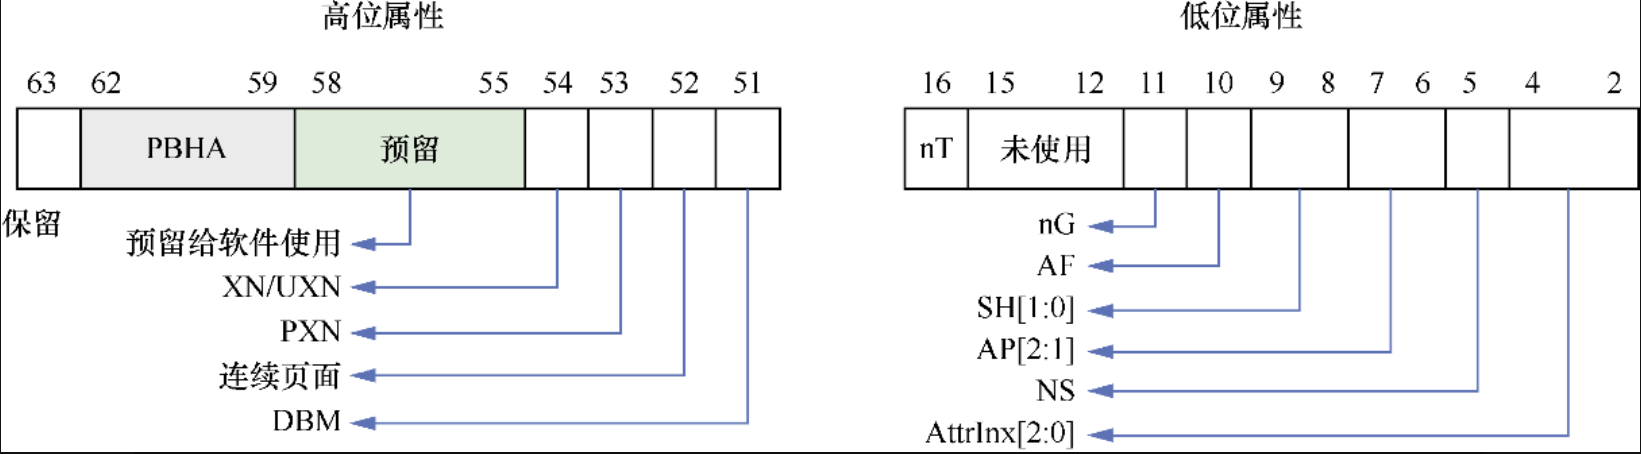 高位属性
低位属性
63 62 59 58 55 54 53 52 51
16 15 12 11 10 9 8 7 6 5 4 2
PBHA 预留
nT 未使用
保留
预留给软件使用
XN/UXN
PXN
连续页面
DBM
nG
AF
SH[1:0]
AP[2:1]
NS
AttrInx[2:0]